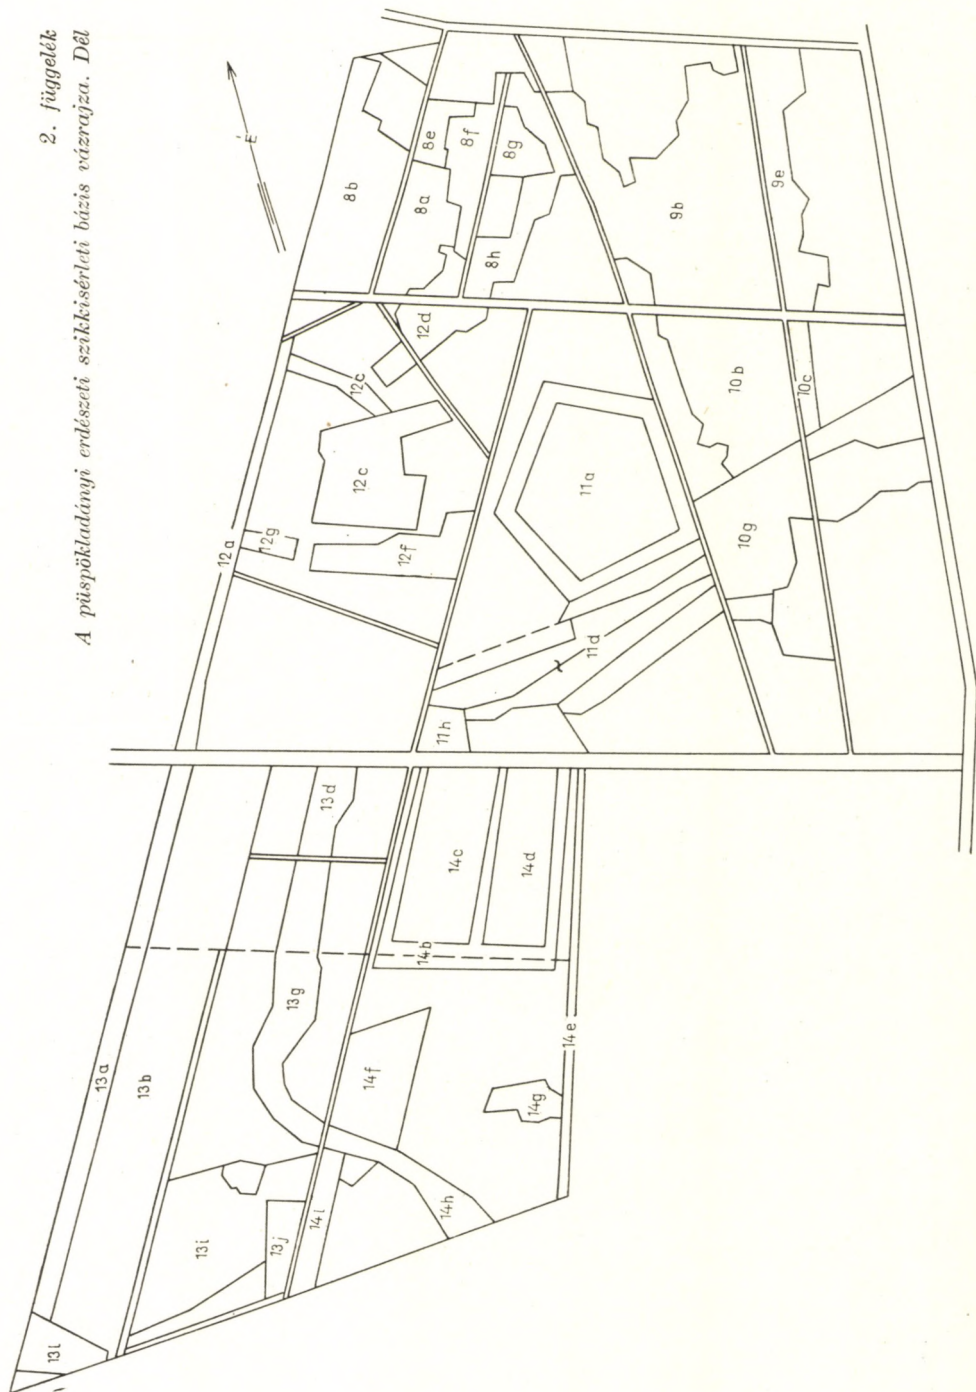 2. függelék
A püspökladányi erdészeti szikkisérleti bázis vázrajza. Dél
É
8b
8a
8e
8f
8g
8h
9b
9e
12d
12c
12c
12g
12f
12a
10b
10c
10g
11a
11d
11h
13d
13g
13a
13b
13i
13j
13l
14c
14d
14b
14e
14f
14g
14h
14i